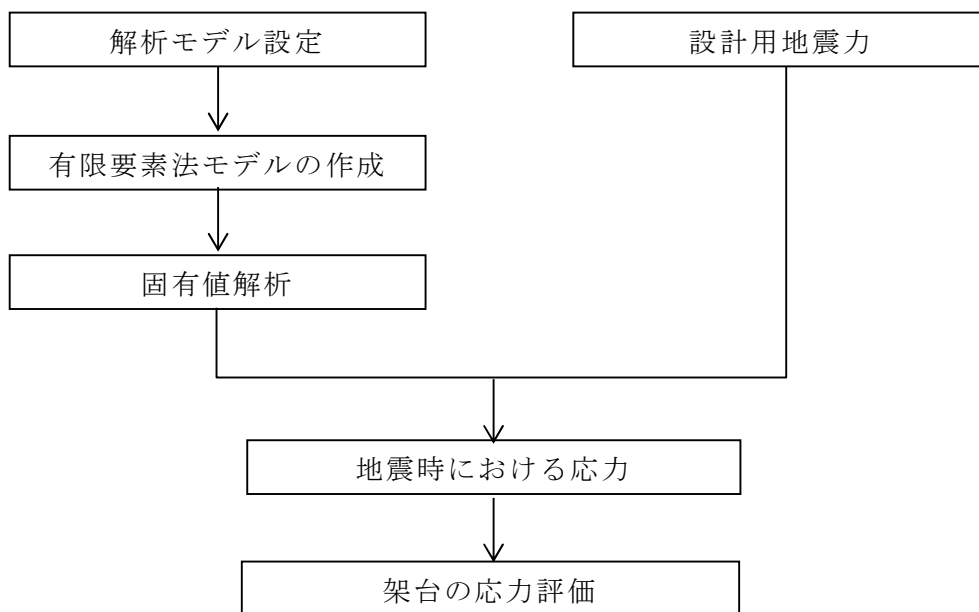 解析モデル設定
設計用地震力
有限要素法モデルの作成
固有値解析
地震時における応力
架台の応力評価